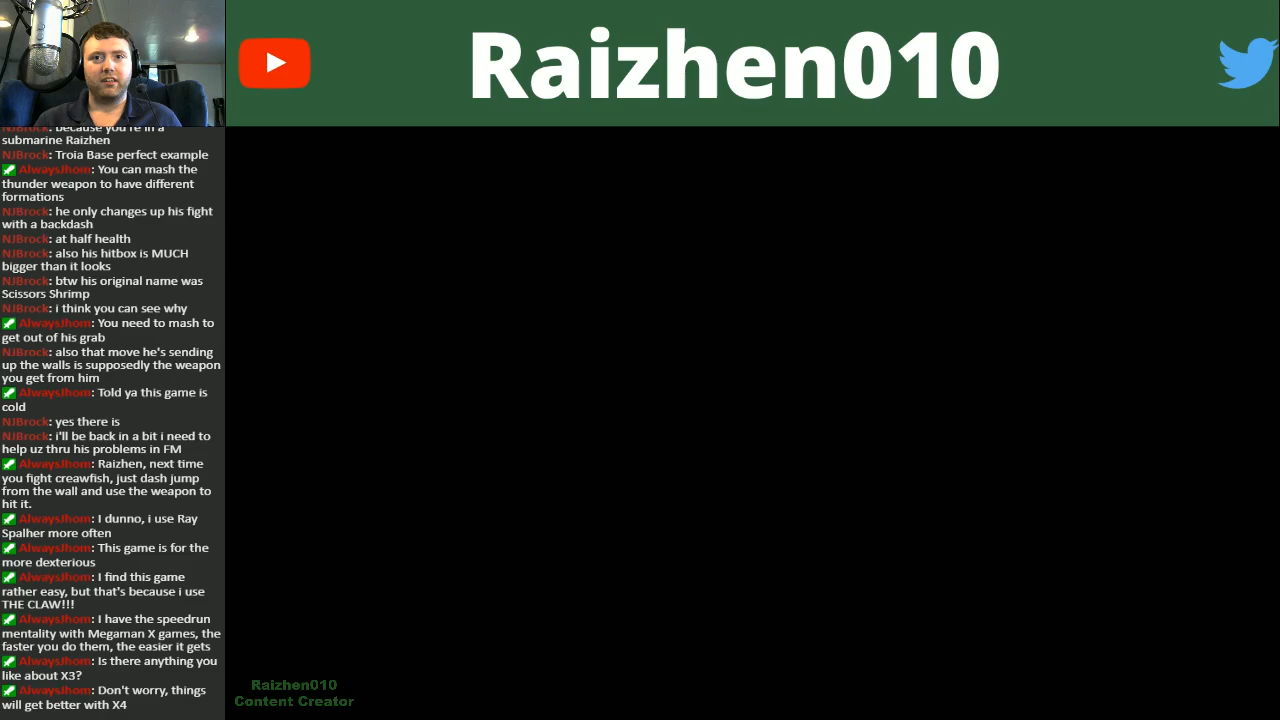 Raizhen010
NJBrock: because you're in a
submarine Raizhen
NJBrock: Troia Base perfect example
AlwaysJhom: You can mash the
thunder weapon to have different
formations
NJBrock: he only changes up his fight
with a backdash
NJBrock: at half health
NJBrock: also his hitbox is MUCH
bigger than it looks
NJBrock: btw his original name was
Scissors Shrimp
NJBrock: i think you can see why
AlwaysJhom: You need to mash to
get out of his grab
NJBrock: also that move he's sending
up the walls is supposedly the weapon
you get from him
AlwaysJhom: Told ya this game is
cold
NJBrock: yes there is
NJBrock: i'll be back in a bit i need to
help uz thru his problems in FM
AlwaysJhom: Raizhen, next time
you fight creawfish, just dash jump
from the wall and use the weapon to
hit it.
AlwaysJhom: I dunno, i use Ray
Spalher more often
AlwaysJhom: This game is for the
more dexterious
AlwaysJhom: I find this game
rather easy, but that's because i use
THE CLAW!!!
AlwaysJhom: I have the speedrun
mentality with Megaman X games, the
faster you do them, the easier it gets
AlwaysJhom: Is there anything you
like about X3?
AlwaysJhom: Don't worry, things
will get better with X4
Raizhen010
Content Creator